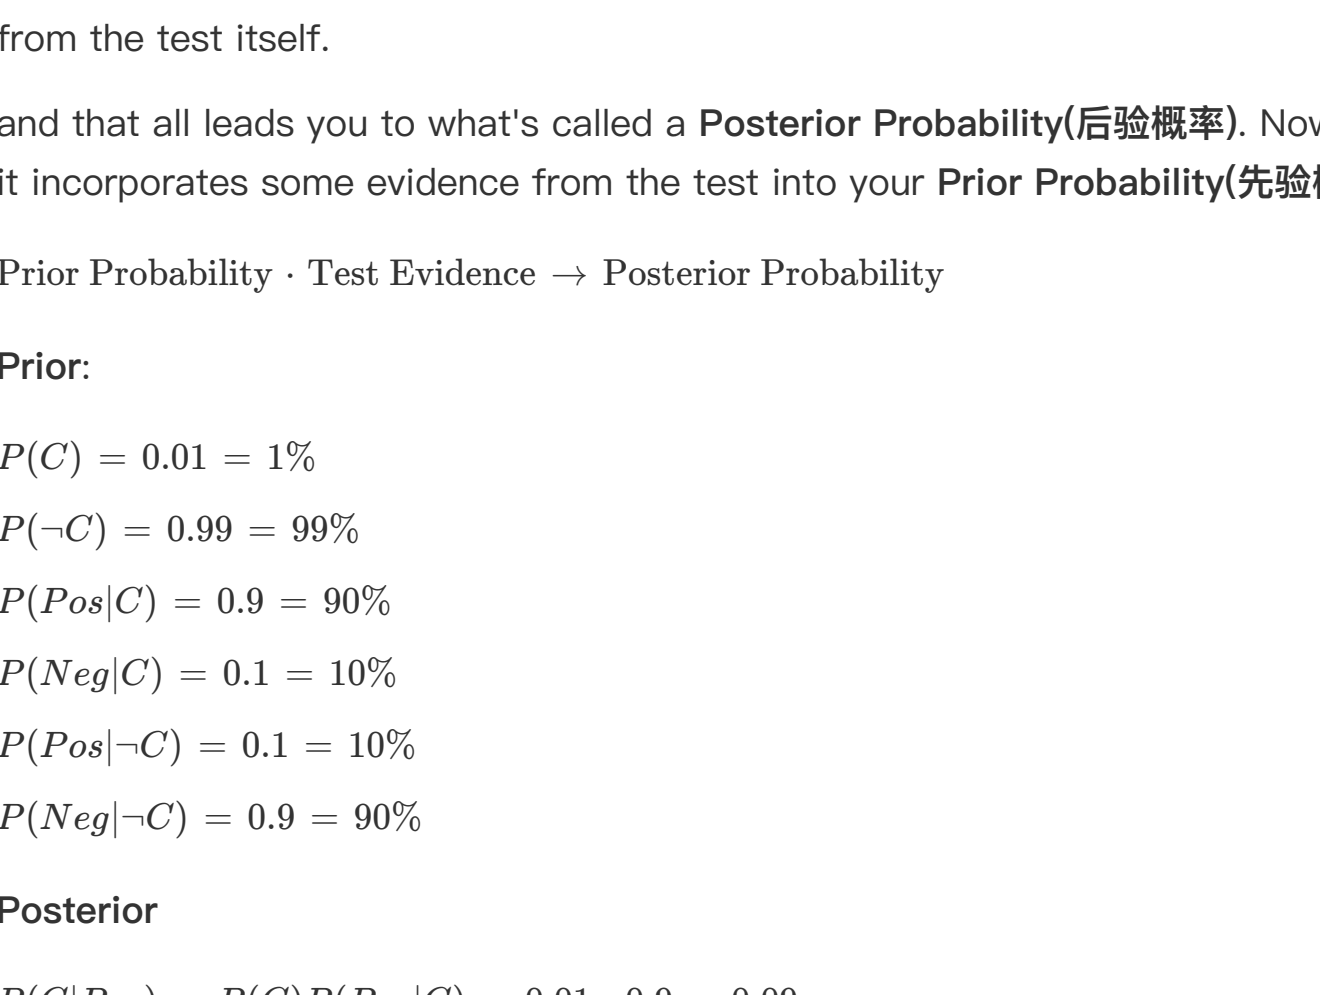 from the test itself.
and that all leads you to what's called a Posterior Probability(后验概率). Now
it incorporates some evidence from the test into your Prior Probability(先验
Prior Probability · Test Evidence → Posterior Probability
Prior:
P(C) = 0.01 = 1%
P(¬C) = 0.99 = 99%
P(Pos|C) = 0.9 = 90%
P(Neg|C) = 0.1 = 10%
P(Pos|¬C) = 0.1 = 10%
P(Neg|¬C) = 0.9 = 90%
Posterior